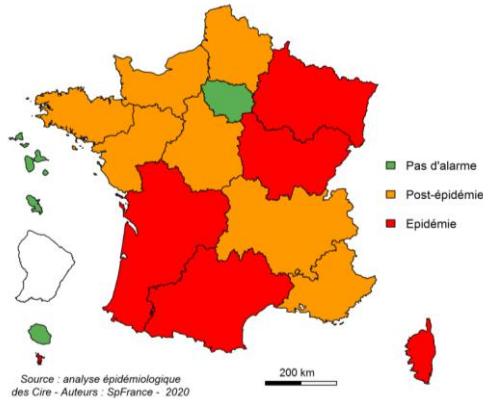 Pas d'alarme
Post-épidémie
Epidémie
200 km
Source : analyse épidémiologique
des Cire - Auteurs : SpFrance - 2020